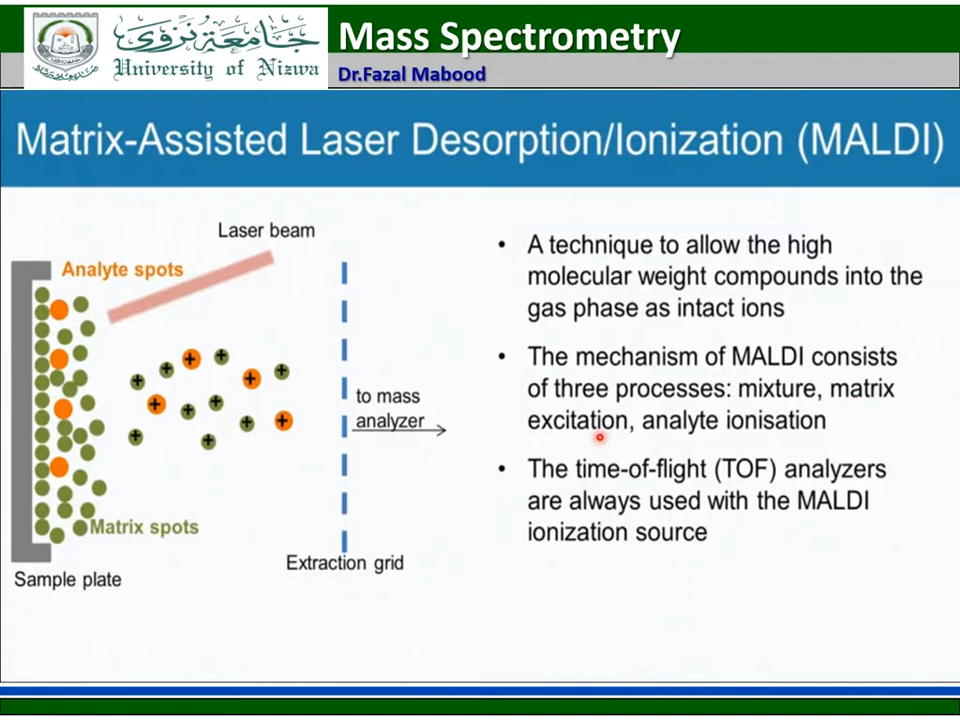 جامعة نزوى
University of Nizwa
Mass Spectrometry
Dr.Fazal Mabood
Matrix-Assisted Laser Desorption/Ionization (MALDI)
Laser beam
Analyte spots
to mass
analyzer
Matrix spots
Extraction grid
Sample plate
• A technique to allow the high
molecular weight compounds into the
gas phase as intact ions
• The mechanism of MALDI consists
of three processes: mixture, matrix
excitation, analyte ionisation
• The time-of-flight (TOF) analyzers
are always used with the MALDI
ionization source